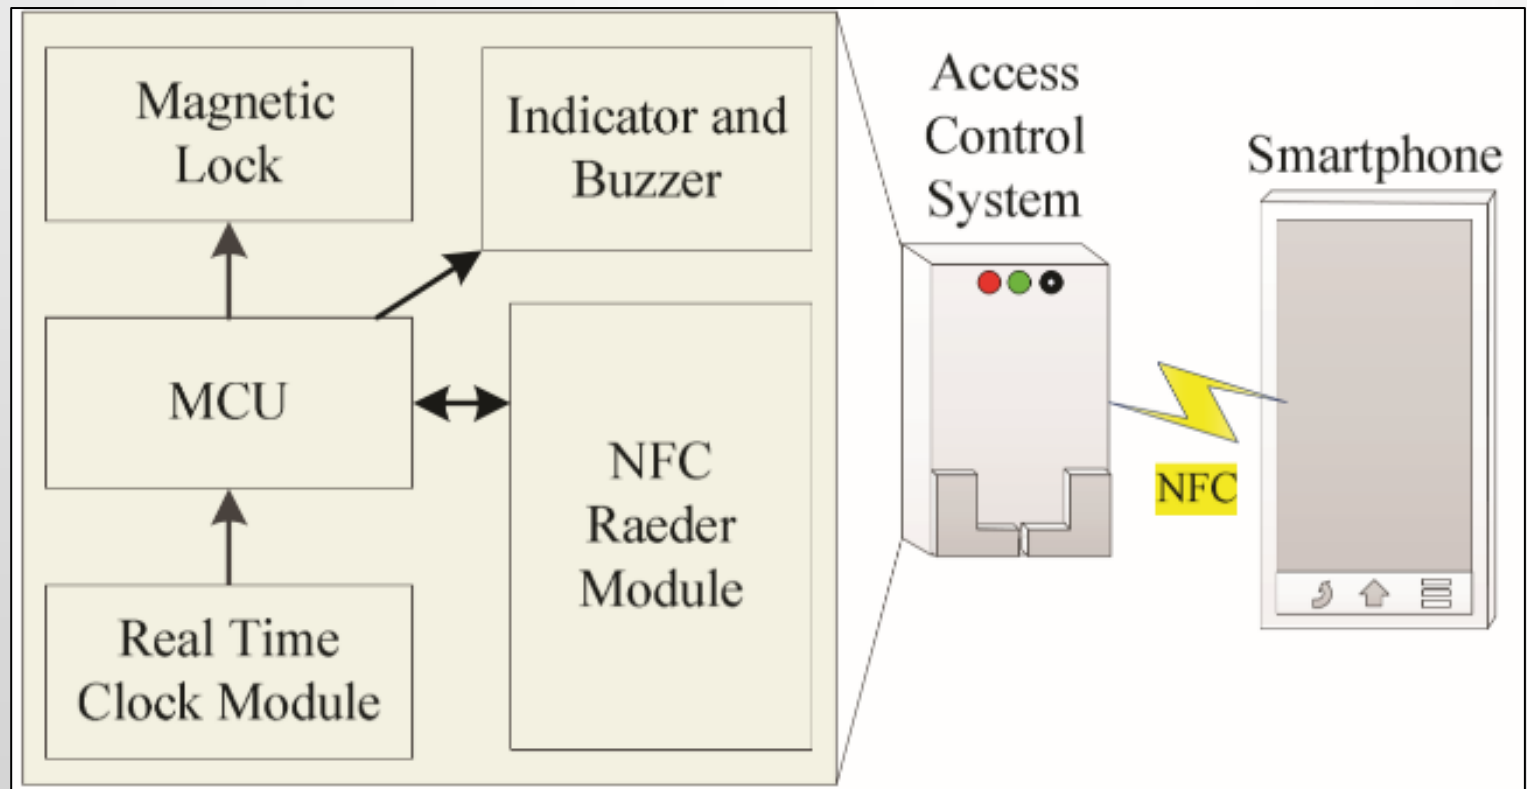 Magnetic
Lock
Indicator and
Buzzer
MCU
NFC
Raeder
Module
Real Time
Clock Module
Access
Control
System
Smartphone
NFC